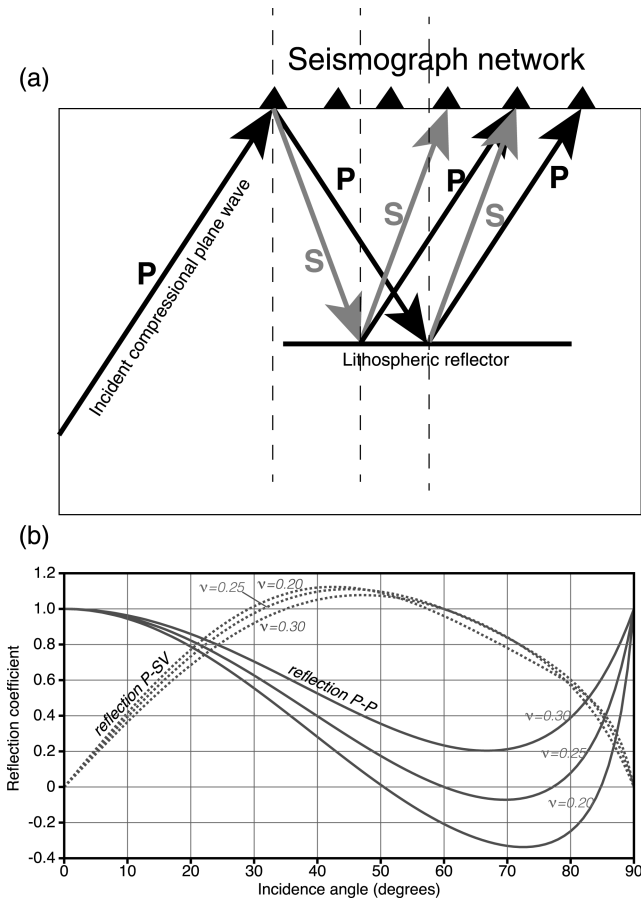 (a)
Seismograph network
P
Incident compressional plane wave
P
S
S
P
S
P
Lithospheric reflector
(b)
Reflection coefficient
1.2
1.0
0.8
0.6
0.4
0.2
0
-0.2
-0.4
ν=0.25
ν=0.20
ν=0.30
reflection P-SV
reflection P-P
ν=0.30
ν=0.25
ν=0.20
0 10 20 30 40 50 60 70 80 90
Incidence angle (degrees)